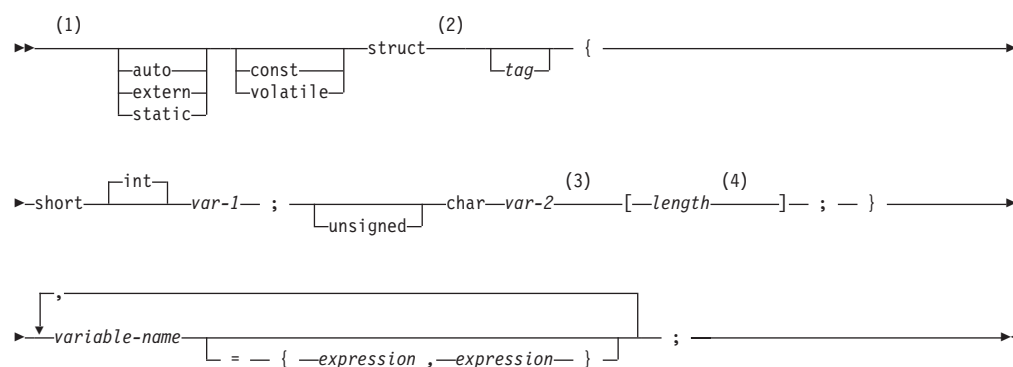 (1) (2)
struct { 
auto const tag
extern volatile
static
(3) (4)
int
short var-1 ; char var-2 [ length ] ; }
unsigned
,
variable-name ;
= { expression , expression }